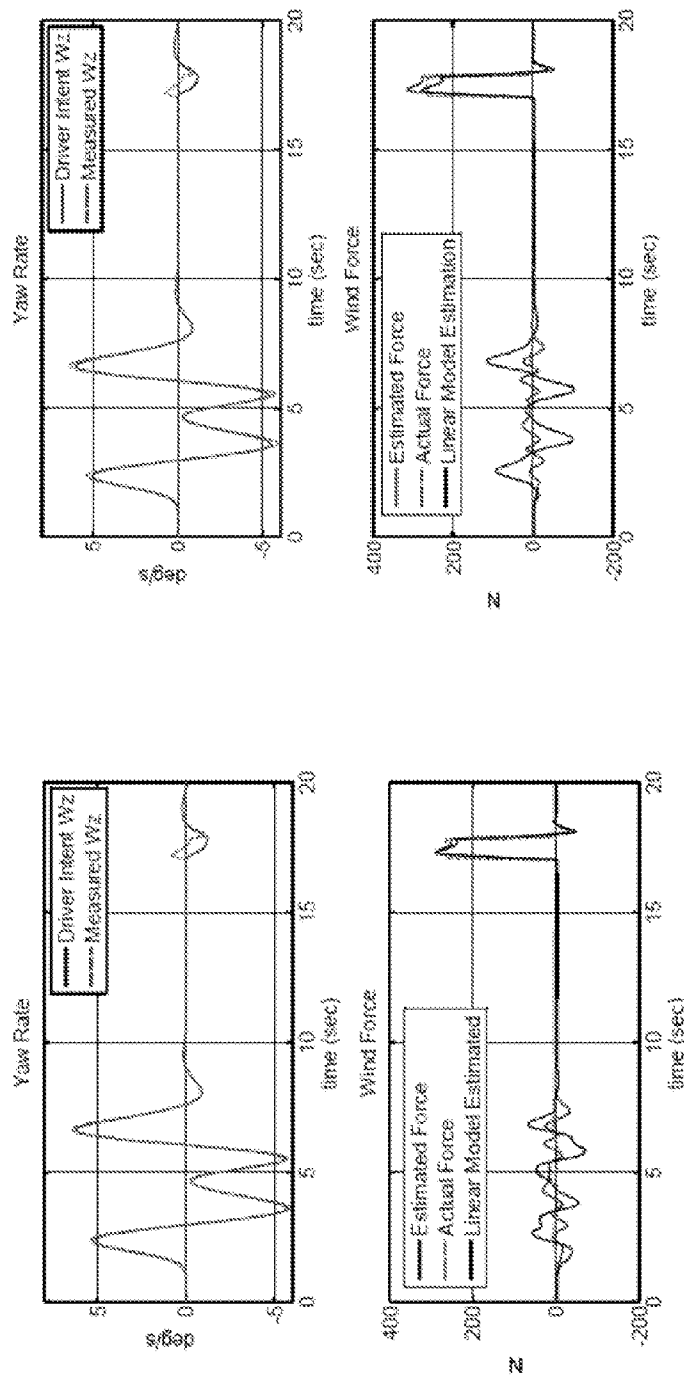 Yaw Rate
Driver Intent Wz
Measured Wz
5
0
-5
deg/s
0
5
10
15
20
time (sec)
Wind Force
Estimated Force
Actual Force
Linear Model Estimated
400
200
0
-200
N
0
5
10
15
20
time (sec)
Yaw Rate
Driver Intent Wz
Measured Wz
5
0
-5
deg/s
0
5
10
15
20
time (sec)
Wind Force
Estimated Force
Actual Force
Linear Model Estimation
400
200
0
-200
N
0
5
10
15
20
time (sec)